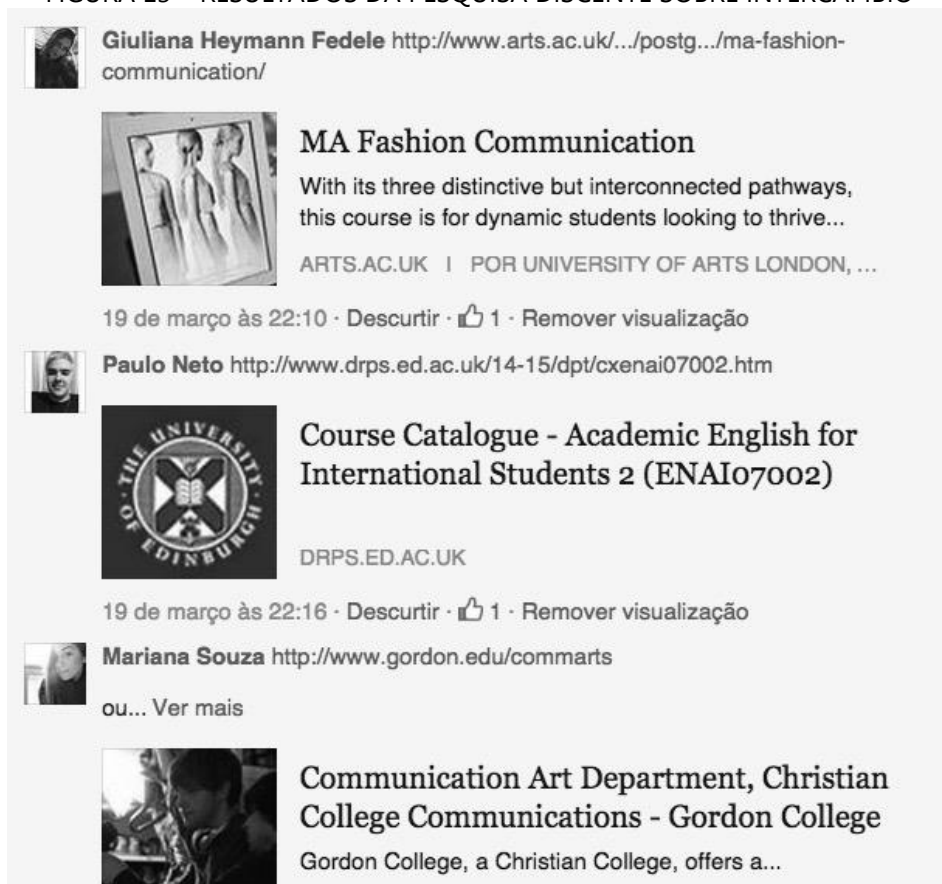 Giuliana Heymann Fedele http://www.arts.ac.uk/.../postg.../ma-fashion-
communication/
MA Fashion Communication
With its three distinctive but interconnected pathways,
this course is for dynamic students looking to thrive...
ARTS.AC.UK | POR UNIVERSITY OF ARTS LONDON, ...
19 de março às 22:10 · Descurtir · 1 · Remover visualização
Paulo Neto http://www.drps.ed.ac.uk/14-15/dpt/cxenai07002.htm
THE UNIVERSITY OF EDINBURGH
Course Catalogue - Academic English for
International Students 2 (ENAI07002)
DRPS.ED.AC.UK
19 de março às 22:16 · Descurtir · 1 · Remover visualização
Mariana Souza http://www.gordon.edu/commarts
ou... Ver mais
Communication Art Department, Christian
College Communications - Gordon College
Gordon College, a Christian College, offers a...